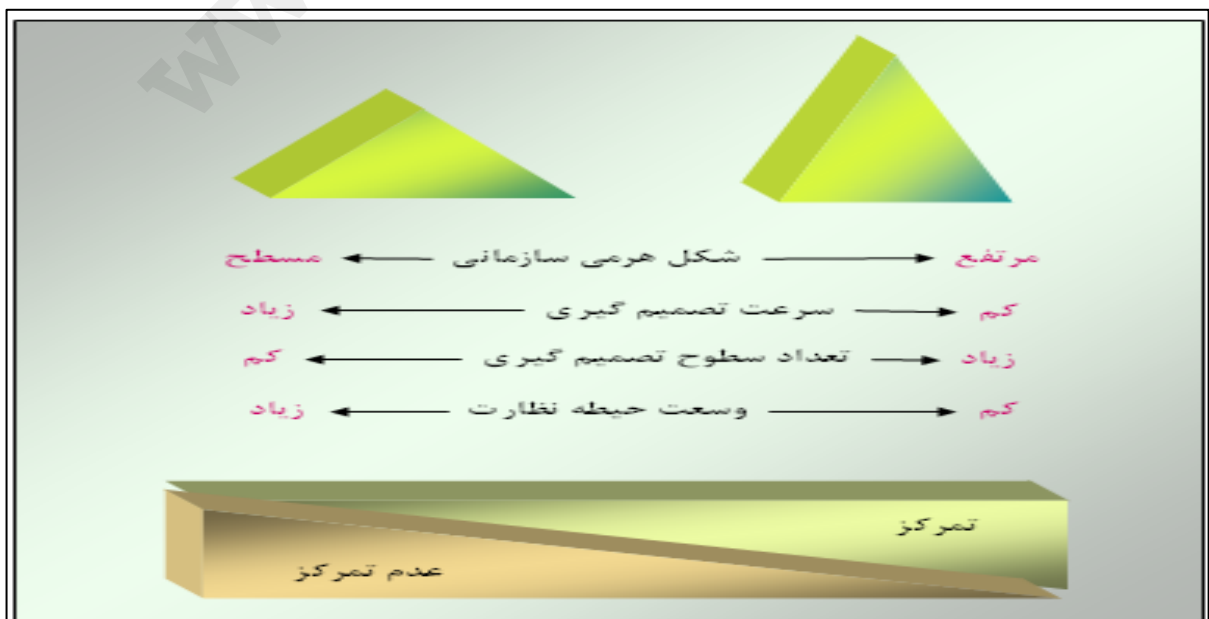 مرتفع شکل هرمی سازمانی مسطح
کم سرعت تصمیم گیری زیاد
زیاد تعداد سطوح تصمیم گیری کم
کم وسعت حیطه نظارت زیاد
تمرکز
عدم تمرکز